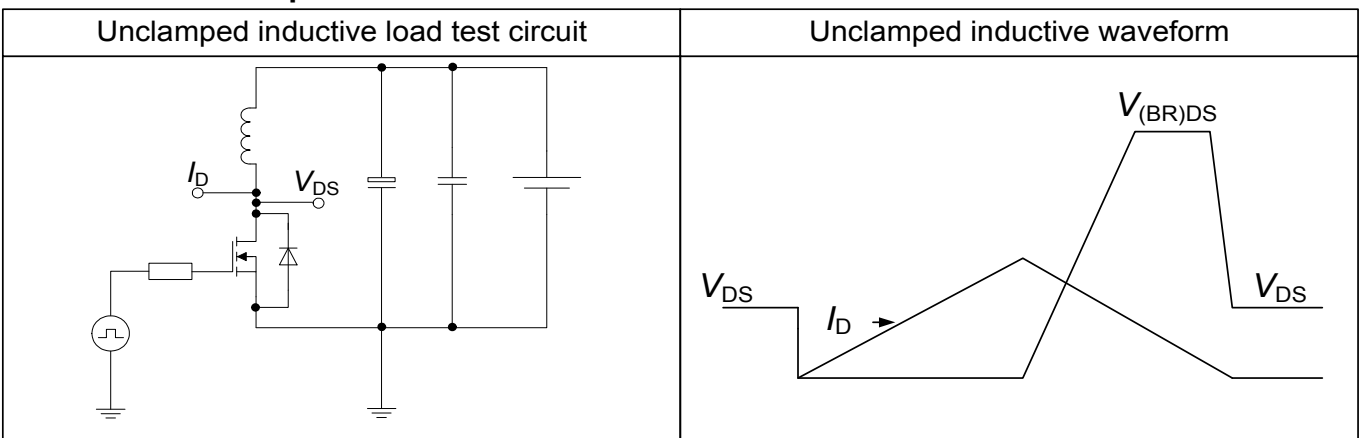 Unclamped inductive load test circuit
Unclamped inductive waveform
V(BR)DS
ID
VDS
VDS
ID
VDS